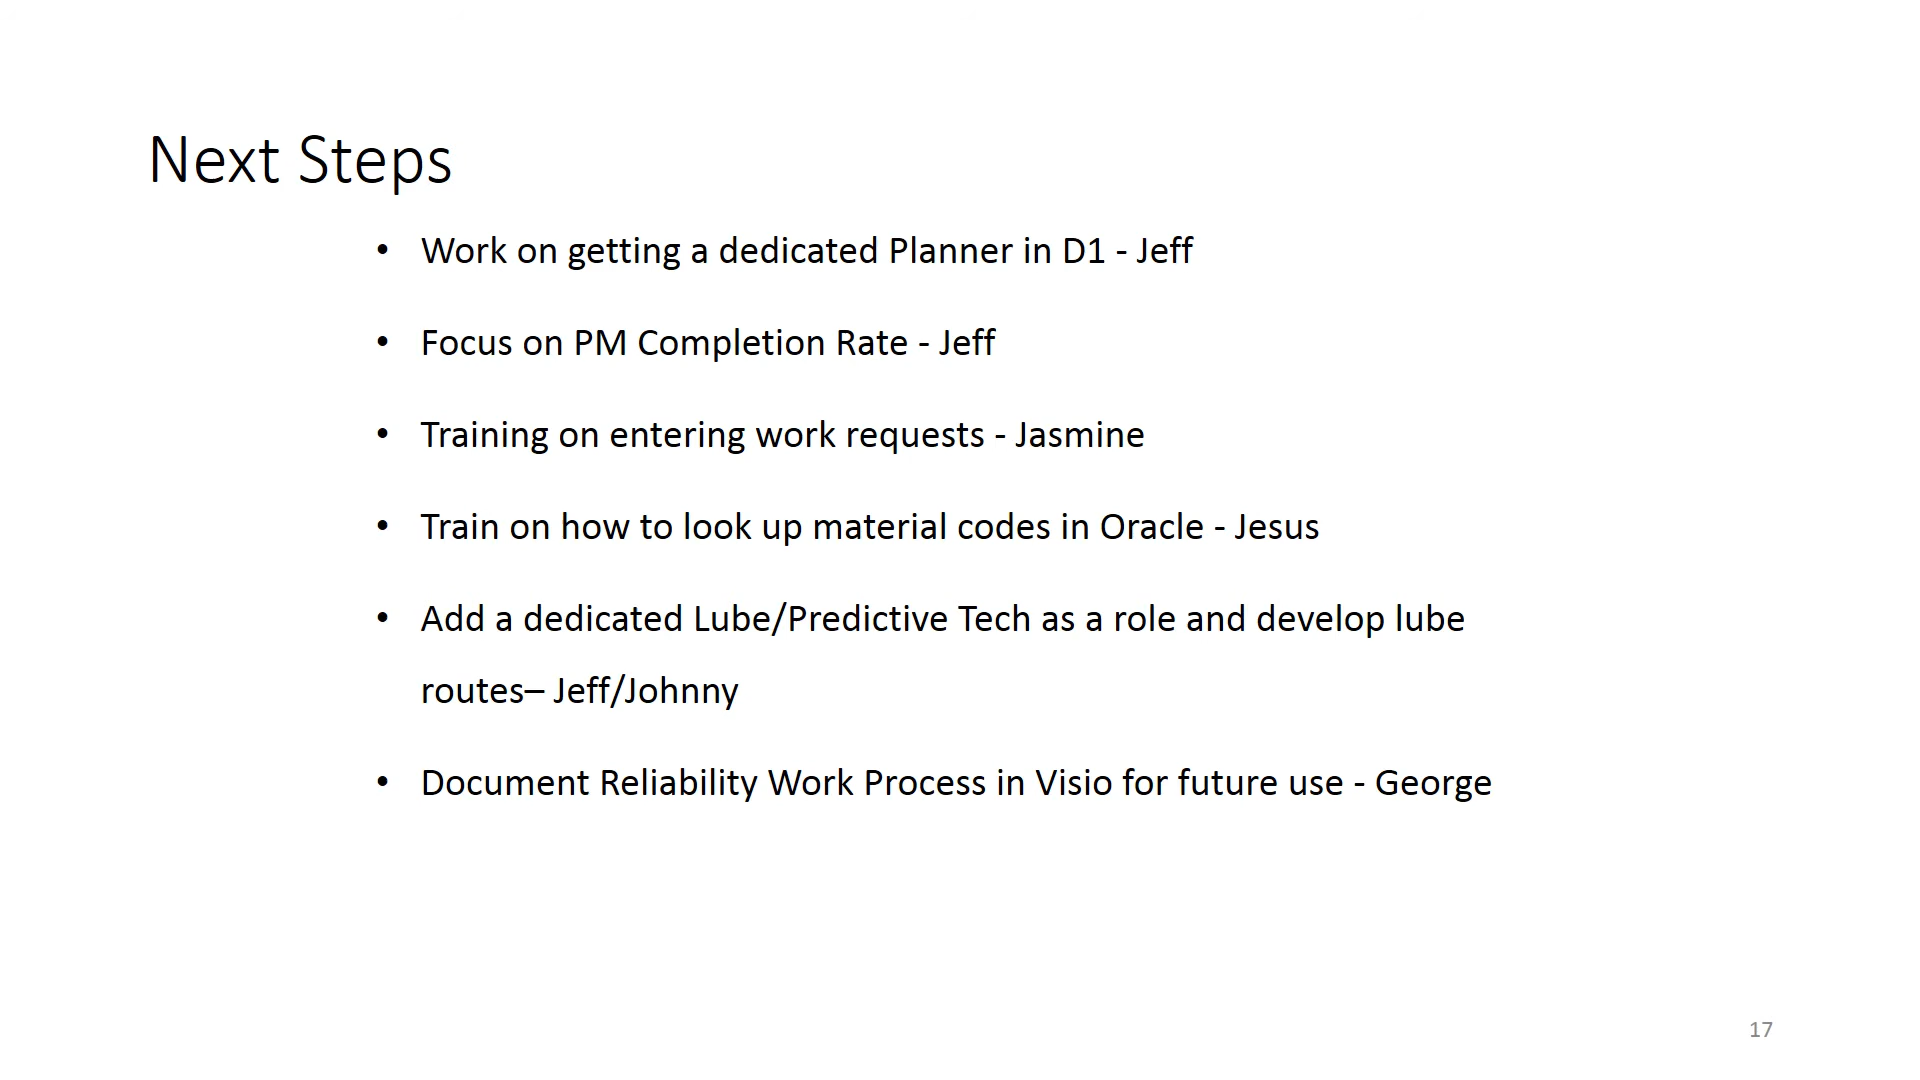 Next Steps
• Work on getting a dedicated Planner in D1 - Jeff
• Focus on PM Completion Rate - Jeff
• Training on entering work requests - Jasmine
• Train on how to look up material codes in Oracle - Jesus
• Add a dedicated Lube/Predictive Tech as a role and develop lube
routes– Jeff/Johnny
• Document Reliability Work Process in Visio for future use - George
17